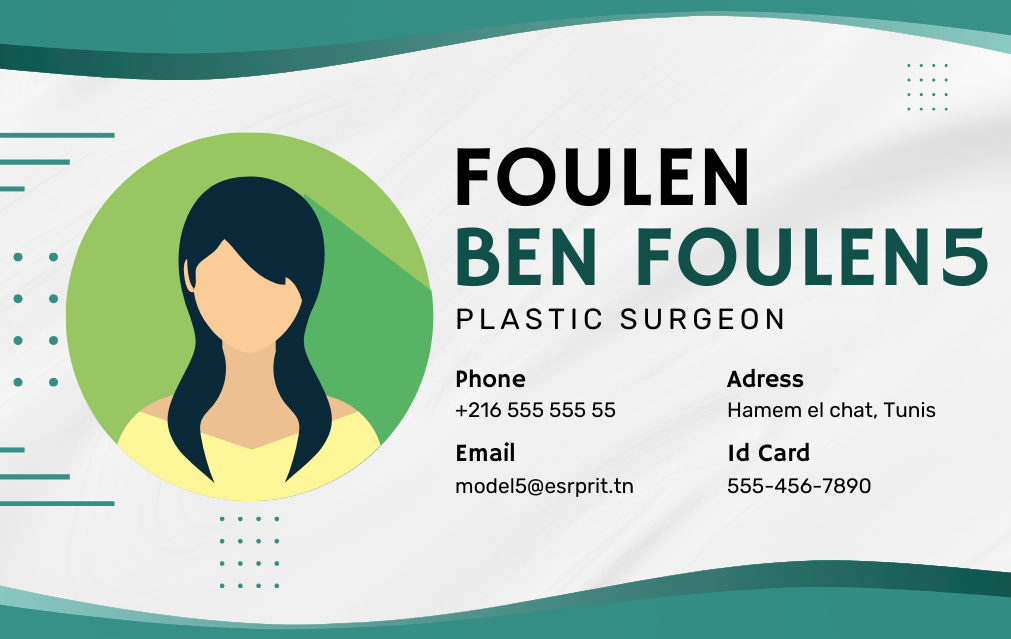 FOULEN
BEN FOULEN5
PLASTIC SURGEON
Phone
+216 555 555 55
Adress
Hamem el chat, Tunis
Email
model5@esrprit.tn
Id Card
555-456-7890